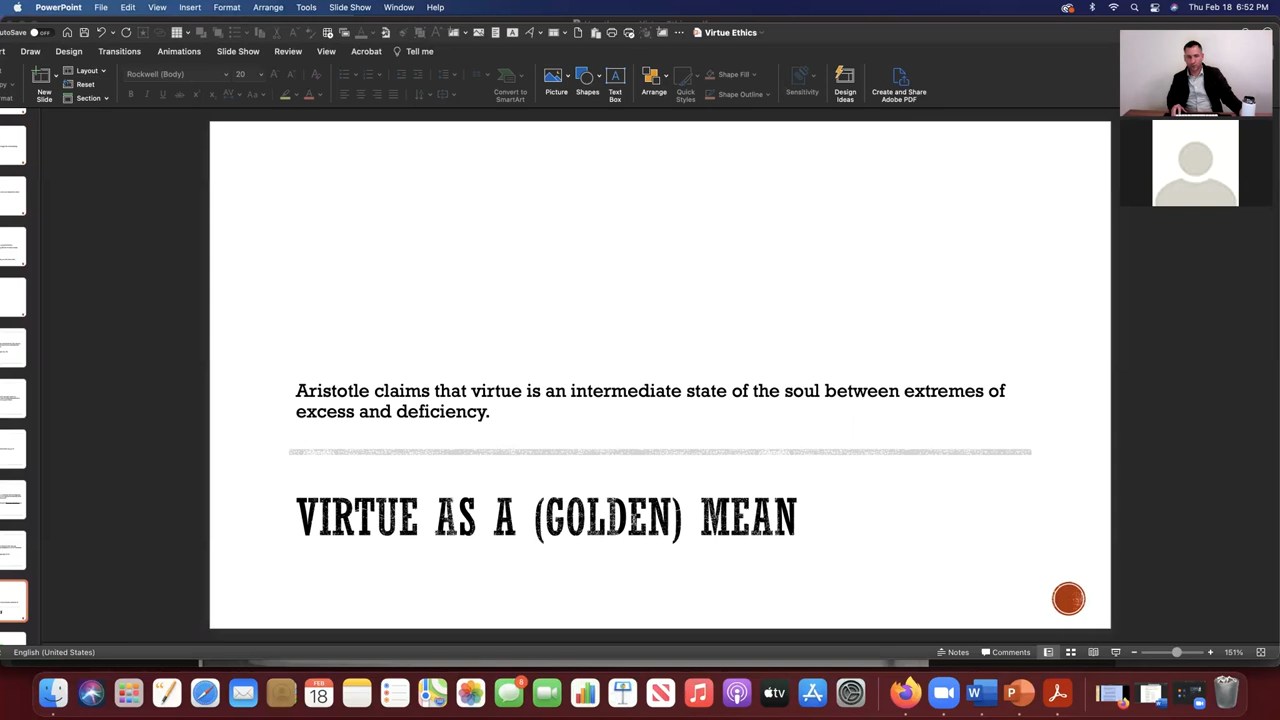 PowerPoint File Edit View Insert Format Arrange Tools Slide Show Window Help Thu Feb 18 6:52 PM
AutoSave OFF Virtue Ethics
Draw Design Transitions Animations Slide Show Review View Acrobat Tell me
New Slide
Layout
Reset
Section
Rockwell (Body) 20
Convert to SmartArt
Picture
Shapes
Text Box
Arrange
Quick Styles
Shape Fill
Shape Outline
Sensitivity
Design Ideas
Create and Share Adobe PDF
Aristotle claims that virtue is an intermediate state of the soul between extremes of
excess and deficiency.
VIRTUE AS A (GOLDEN) MEAN
English (United States) Notes Comments 151%
FEB
18
8